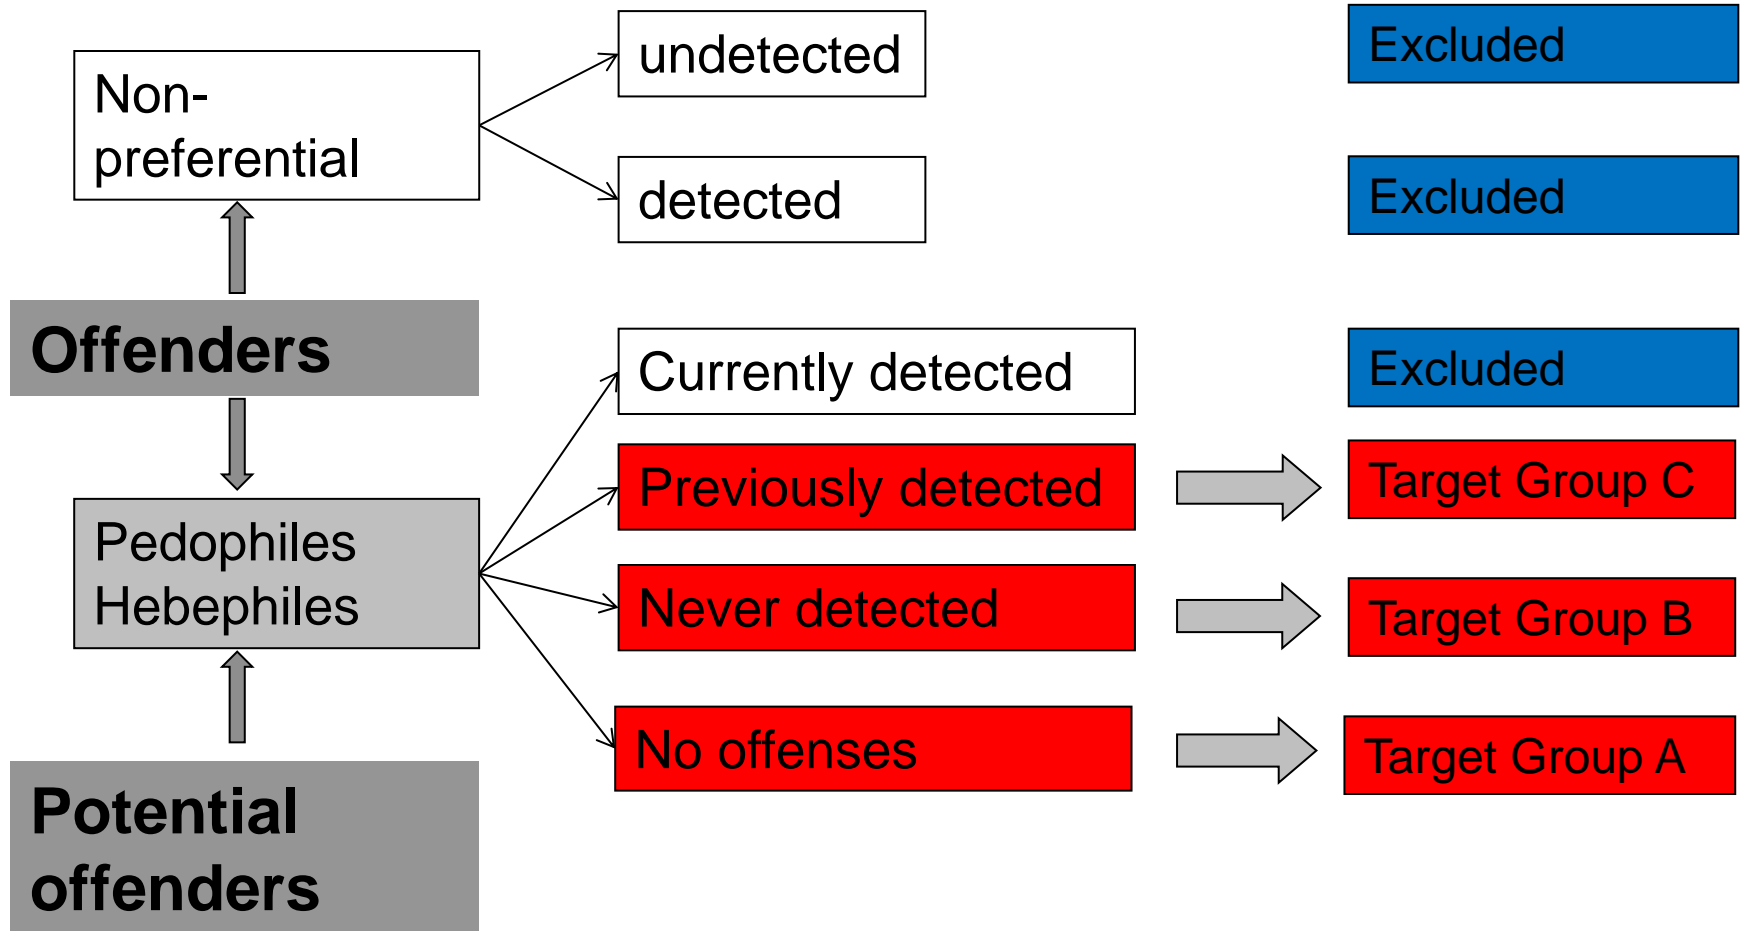 undetected
Excluded
Non-
preferential
detected
Excluded
Offenders
Currently detected
Excluded
Previously detected
Target Group C
Pedophiles
Hebephiles
Never detected
Target Group B
No offenses
Target Group A
Potential
offenders